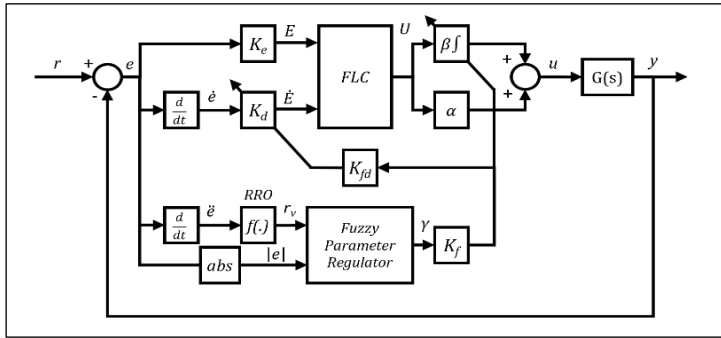 r
+
-
e
K_e
E
FLC
U
β∫
+
+
u
G(s)
y
d/dt
ė
K_d
Ė
α
K_fd
RRO
d/dt
ë
f(.)
r_v
|e|
abs
Fuzzy
Parameter
Regulator
γ
K_f